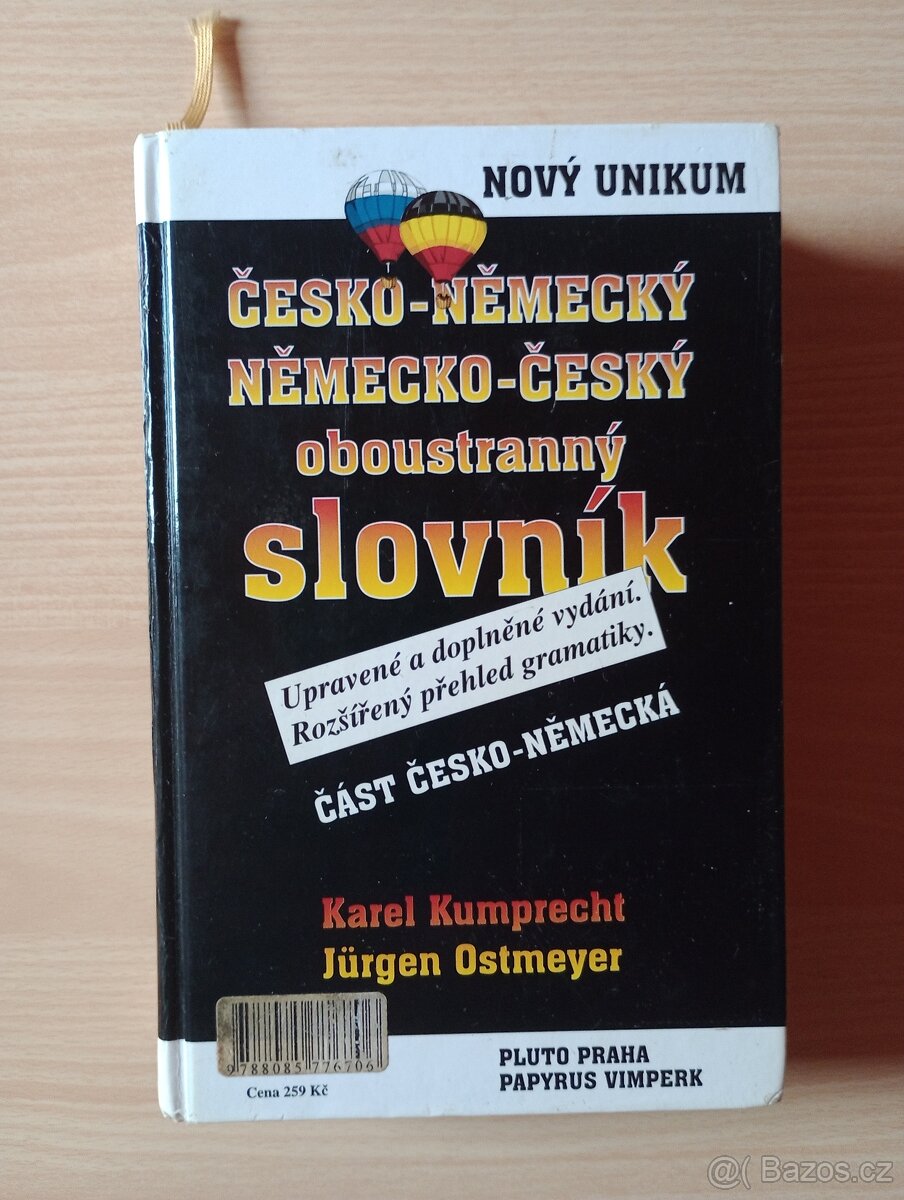 NOVÝ UNIKUM
ČESKO-NĚMECKÝ
NĚMECKO-ČESKÝ
oboustranný
slovník
Upravené a doplněné vydání.
Rozšířený přehled gramatiky.
ČÁST ČESKO-NĚMECKÁ
Karel Kumprecht
Jürgen Ostmeyer
9788085776706
Cena 259 Kč
PLUTO PRAHA
PAPYRUS VIMPERK
@( Bazos.cz